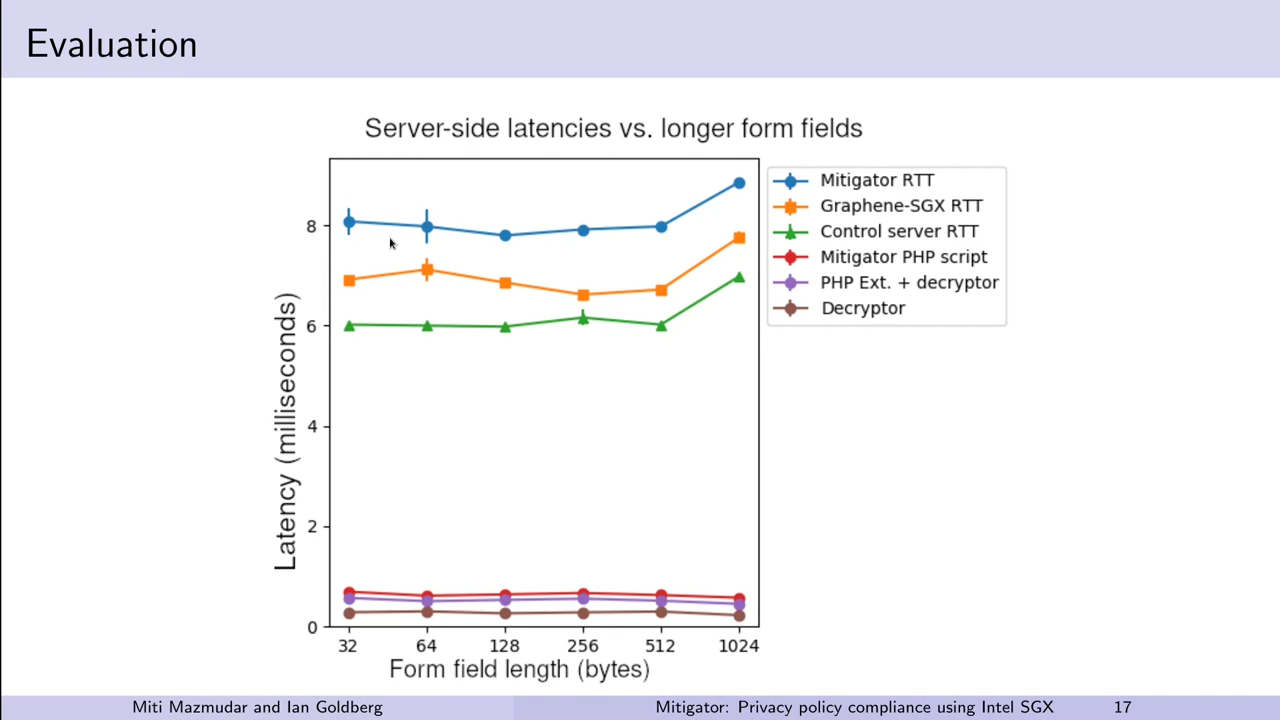 Evaluation
Server-side latencies vs. longer form fields
Latency (milliseconds)
8
6
4
2
0
32 64 128 256 512 1024
Form field length (bytes)
Mitigator RTT
Graphene-SGX RTT
Control server RTT
Mitigator PHP script
PHP Ext. + decryptor
Decryptor
Miti Mazmudar and Ian Goldberg Mitigator: Privacy policy compliance using Intel SGX 17